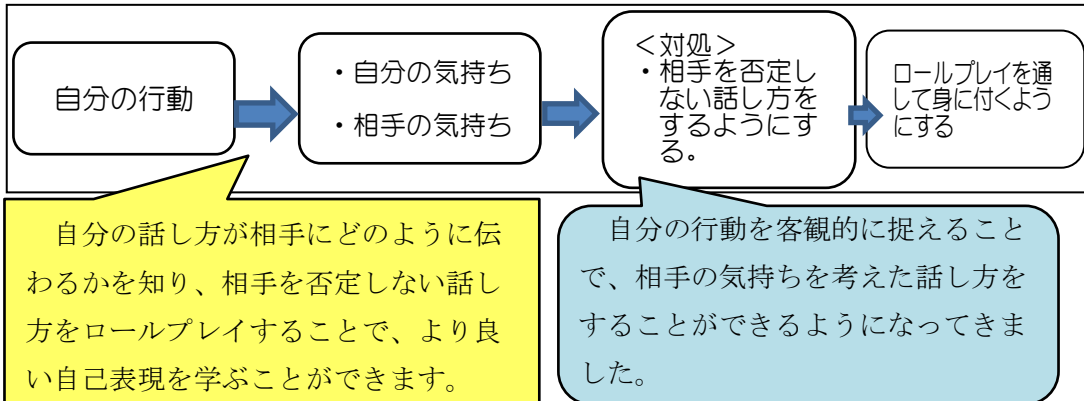 自分の行動
・自分の気持ち
・相手の気持ち
＜対処＞
・相手を否定し
ない話し方を
するようにす
る。
ロールプレイを通
して身に付くよう
にする
自分の話し方が相手にどのように伝
わるかを知り、相手を否定しない話し
方をロールプレイすることで、より良
い自己表現を学ぶことができます。
自分の行動を客観的に捉えること
で、相手の気持ちを考えた話し方を
することができるようになってきま
した。